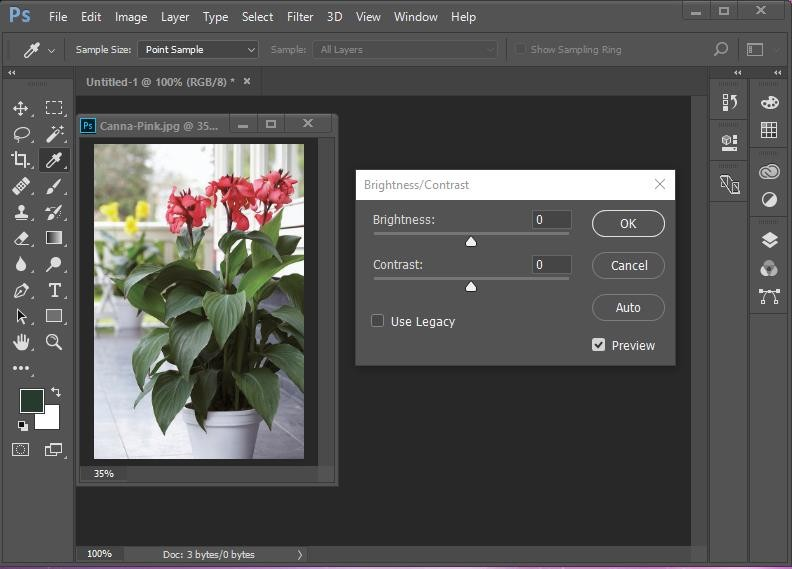 Ps File Edit Image Layer Type Select Filter 3D View Window Help
Sample Size: Point Sample Sample: All Layers Show Sampling Ring
Untitled-1 @ 100% (RGB/8) * ×
Ps Canna-Pink.jpg @ 35...
Brightness/Contrast
Brightness: 0
OK
Contrast: 0
Cancel
Auto
Use Legacy
Preview
T
35%
100% Doc: 3 bytes/0 bytes